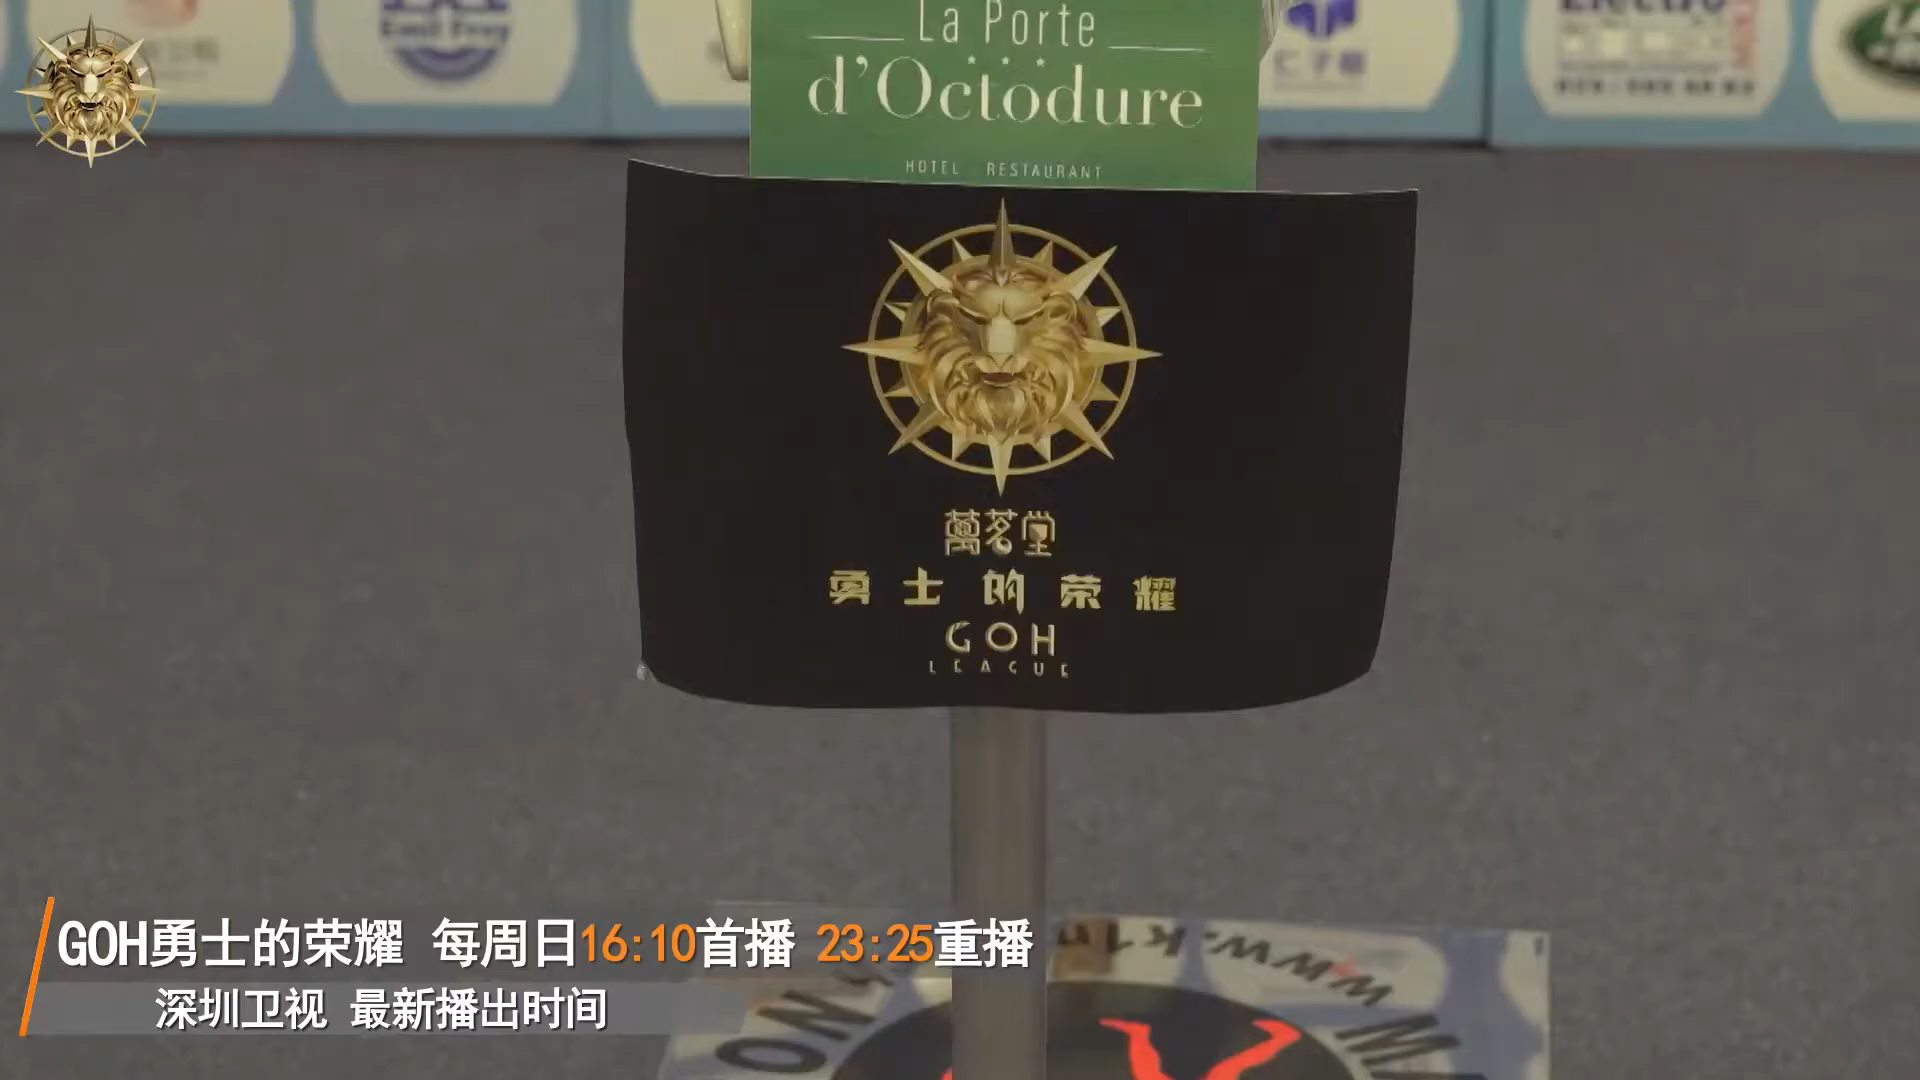 Emil Frey
La Porte
d'Octodure
HOTEL RESTAURANT
萬茗堂
勇士的荣耀
GOH
LEAGUE
GOH勇士的荣耀 每周日16:10首播 23:25重播
深圳卫视 最新播出时间